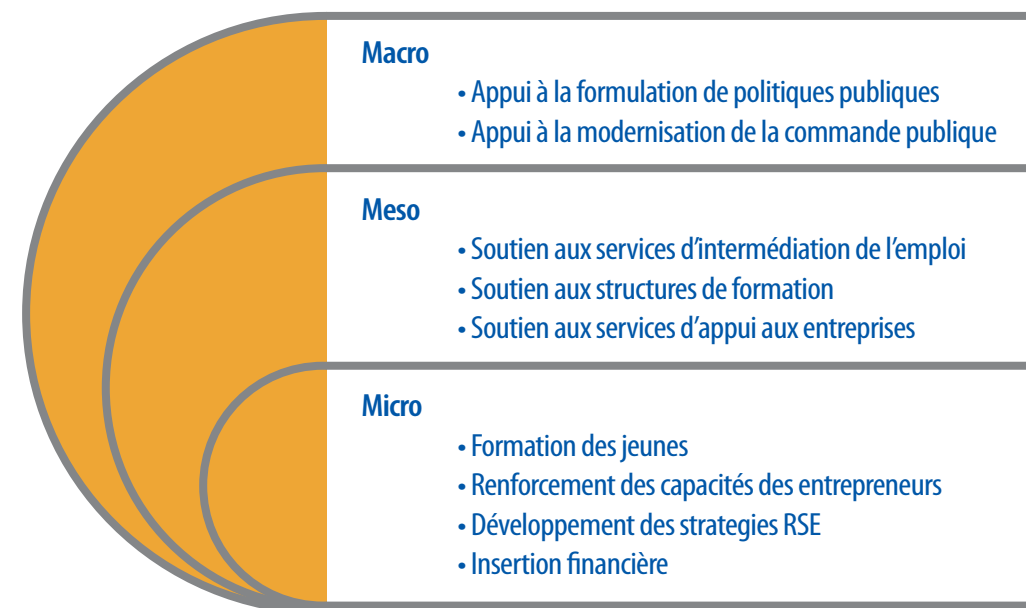 Macro
• Appui à la formulation de politiques publiques
• Appui à la modernisation de la commande publique
Meso
• Soutien aux services d’intermédiation de l’emploi
• Soutien aux structures de formation
• Soutien aux services d’appui aux entreprises
Micro
• Formation des jeunes
• Renforcement des capacités des entrepreneurs
• Développement des strategies RSE
• Insertion financière